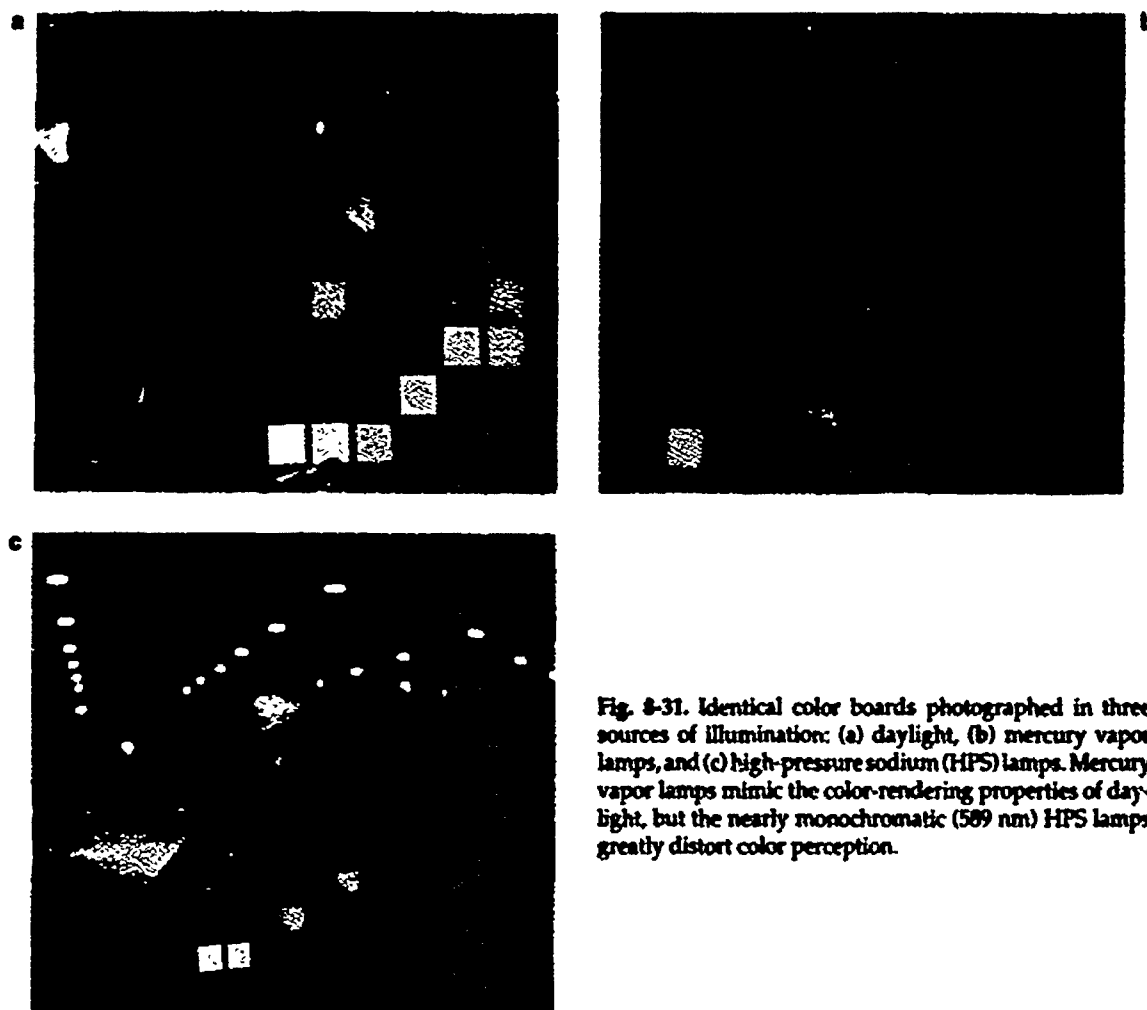 a
b
c
Fig. 8-31. Identical color boards photographed in three
sources of illumination: (a) daylight, (b) mercury vapor
lamps, and (c) high-pressure sodium (HPS) lamps. Mercury
vapor lamps mimic the color-rendering properties of day-
light, but the nearly monochromatic (589 nm) HPS lamps
greatly distort color perception.